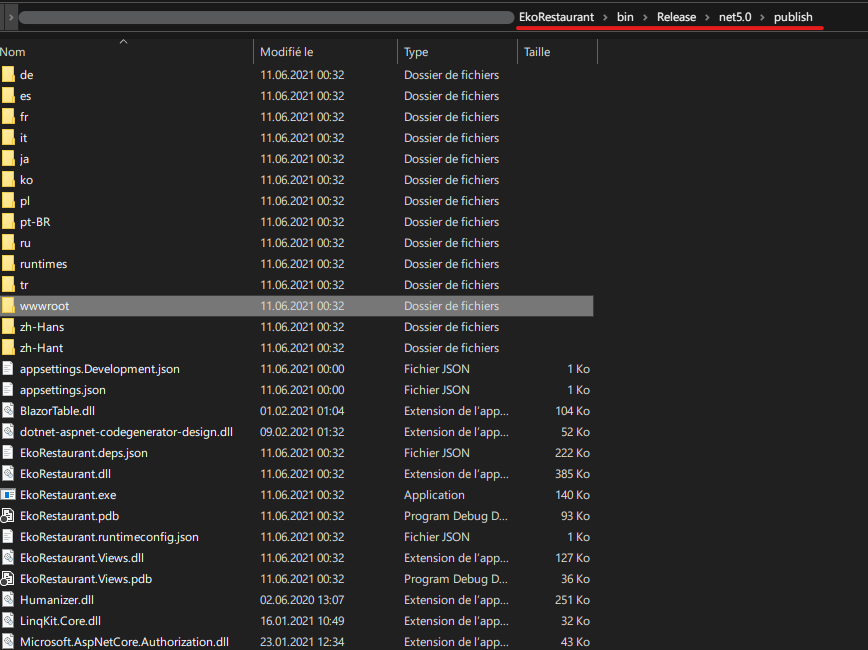 EkoRestaurant > bin > Release > net5.0 > publish
Nom Modifié le Type Taille
de 11.06.2021 00:32 Dossier de fichiers
es 11.06.2021 00:32 Dossier de fichiers
fr 11.06.2021 00:32 Dossier de fichiers
it 11.06.2021 00:32 Dossier de fichiers
ja 11.06.2021 00:32 Dossier de fichiers
ko 11.06.2021 00:32 Dossier de fichiers
pl 11.06.2021 00:32 Dossier de fichiers
pt-BR 11.06.2021 00:32 Dossier de fichiers
ru 11.06.2021 00:32 Dossier de fichiers
runtimes 11.06.2021 00:32 Dossier de fichiers
tr 11.06.2021 00:32 Dossier de fichiers
wwwroot 11.06.2021 00:32 Dossier de fichiers
zh-Hans 11.06.2021 00:32 Dossier de fichiers
zh-Hant 11.06.2021 00:32 Dossier de fichiers
appsettings.Development.json 11.06.2021 00:00 Fichier JSON 1 Ko
appsettings.json 11.06.2021 00:00 Fichier JSON 1 Ko
BlazorTable.dll 01.02.2021 01:04 Extension de l'app... 104 Ko
dotnet-aspnet-codegenerator-design.dll 09.02.2021 01:32 Extension de l'app... 52 Ko
EkoRestaurant.deps.json 11.06.2021 00:32 Fichier JSON 222 Ko
EkoRestaurant.dll 11.06.2021 00:32 Extension de l'app... 385 Ko
EkoRestaurant.exe 11.06.2021 00:32 Application 140 Ko
EkoRestaurant.pdb 11.06.2021 00:32 Program Debug D... 93 Ko
EkoRestaurant.runtimeconfig.json 11.06.2021 00:32 Fichier JSON 1 Ko
EkoRestaurant.Views.dll 11.06.2021 00:32 Extension de l'app... 127 Ko
EkoRestaurant.Views.pdb 11.06.2021 00:32 Program Debug D... 36 Ko
Humanizer.dll 02.06.2020 13:07 Extension de l'app... 251 Ko
LinqKit.Core.dll 16.01.2021 10:49 Extension de l'app... 32 Ko
Microsoft.AspNetCore.Authorization.dll 23.01.2021 12:34 Extension de l'app... 43 Ko